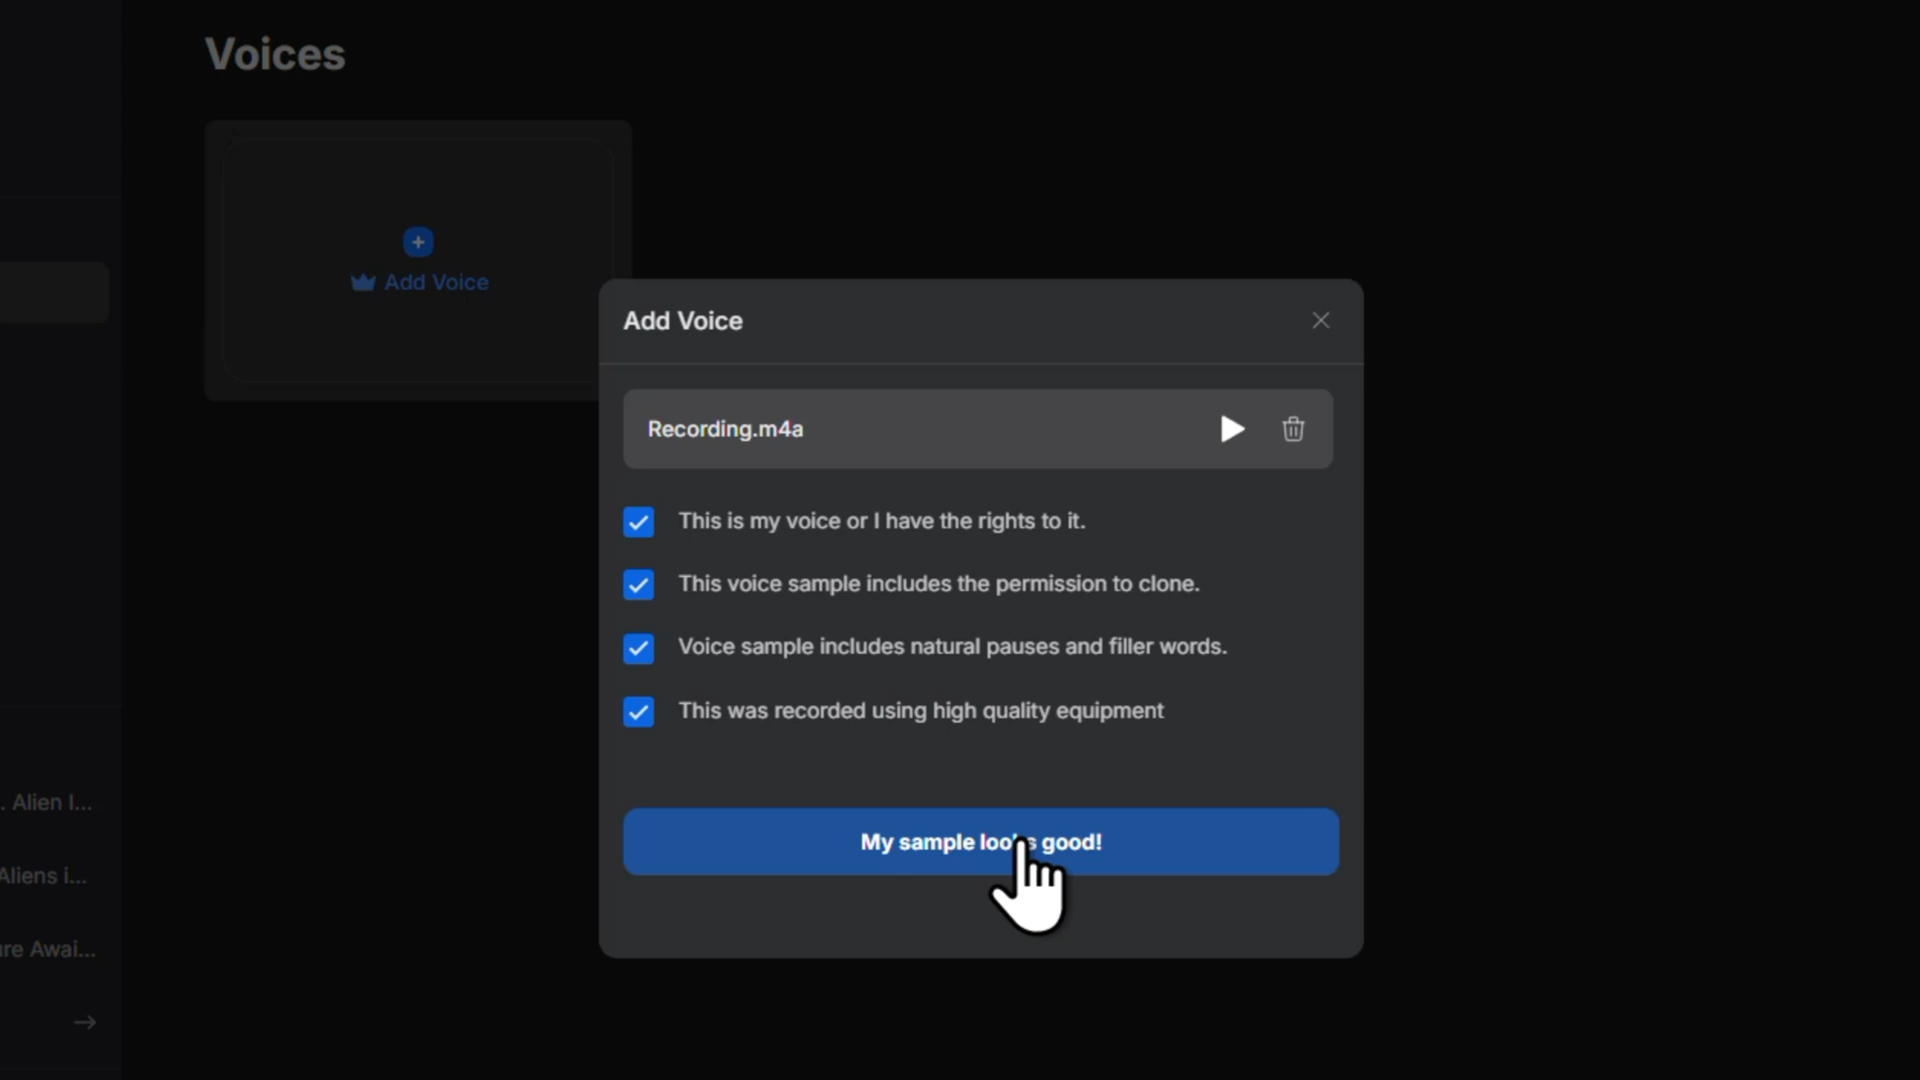 Voices
Add Voice
Add Voice
Recording.m4a
This is my voice or I have the rights to it.
This voice sample includes the permission to clone.
Voice sample includes natural pauses and filler words.
This was recorded using high quality equipment
My sample looks good!
. Alien I...
Aliens i...
ure Awai...